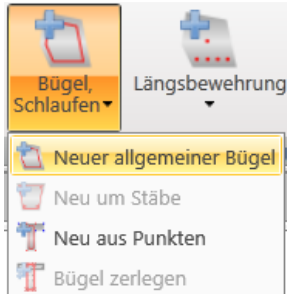 Bügel,
Schlaufen
Längsbewehrung
Neuer allgemeiner Bügel
Neu um Stäbe
Neu aus Punkten
Bügel zerlegen